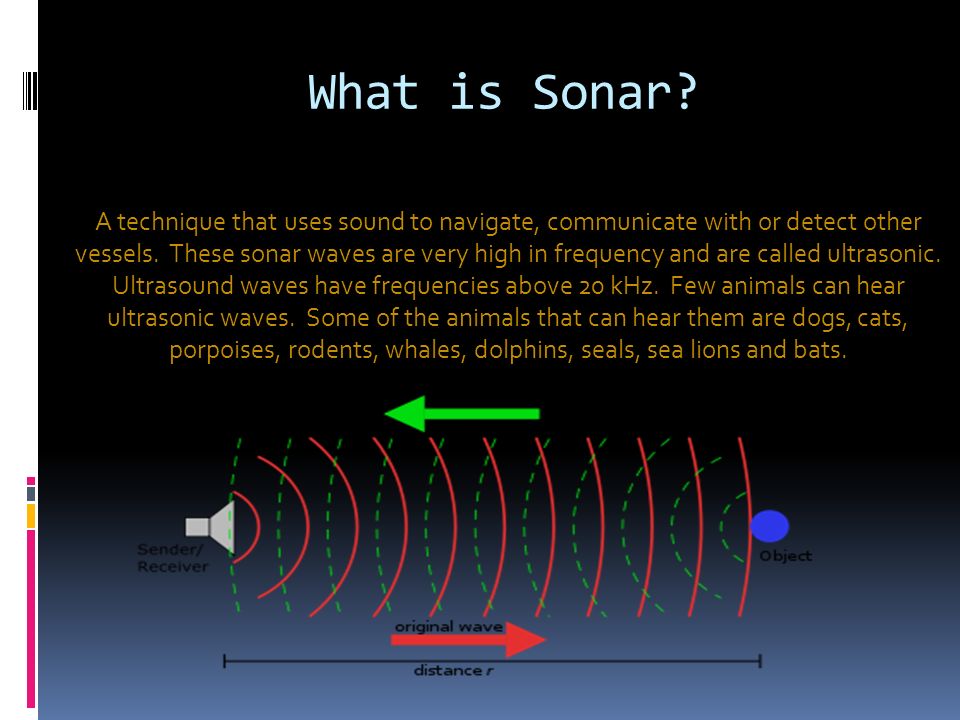 What is Sonar?
A technique that uses sound to navigate, communicate with or detect other
vessels. These sonar waves are very high in frequency and are called ultrasonic.
Ultrasound waves have frequencies above 20 kHz. Few animals can hear
ultrasonic waves. Some of the animals that can hear them are dogs, cats,
porpoises, rodents, whales, dolphins, seals, sea lions and bats.
Sender/
Receiver
Object
original wave
distance r